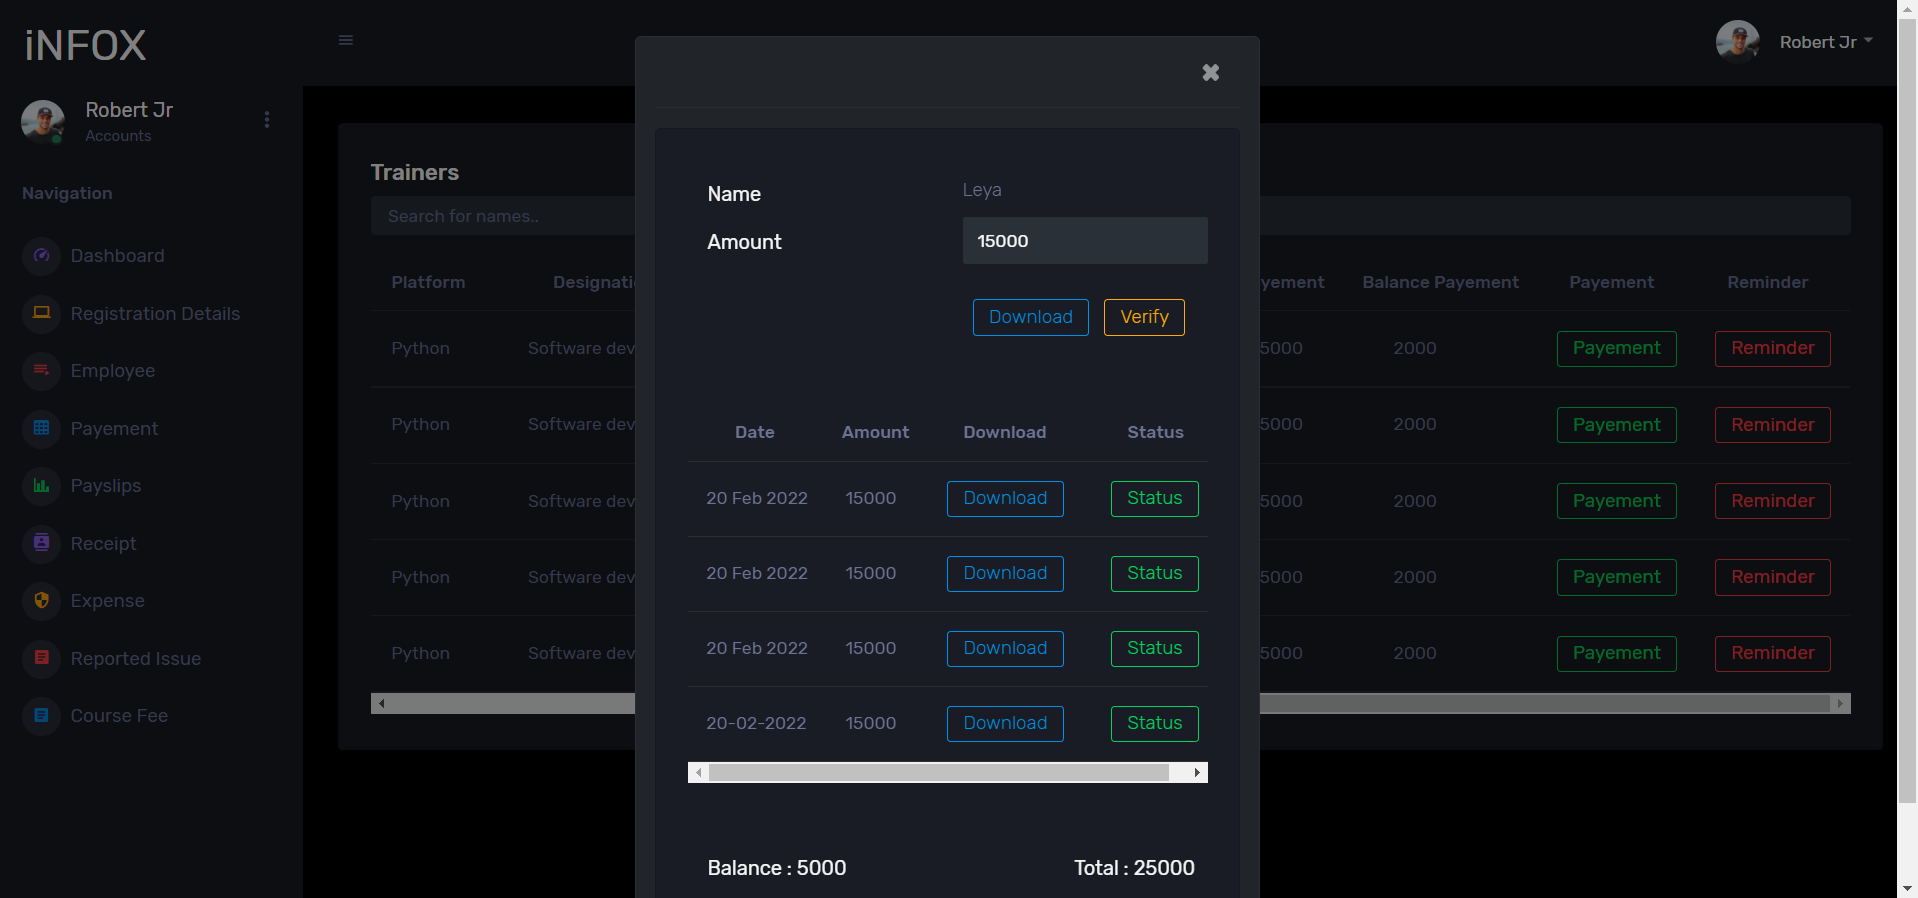 iNFOX
Robert Jr
Robert Jr
Accounts
Navigation
Dashboard
Registration Details
Employee
Payement
Payslips
Receipt
Expense
Reported Issue
Course Fee
Trainers
Search for names..
Platform Designati yement Balance Payement Payement Reminder
Python Software dev 5000 2000 Payement Reminder
Python Software dev 5000 2000 Payement Reminder
Python Software dev 5000 2000 Payement Reminder
Python Software dev 5000 2000 Payement Reminder
Python Software dev 5000 2000 Payement Reminder
Name Leya
Amount 15000
Download Verify
Date Amount Download Status
20 Feb 2022 15000 Download Status
20 Feb 2022 15000 Download Status
20 Feb 2022 15000 Download Status
20-02-2022 15000 Download Status
Balance : 5000 Total : 25000